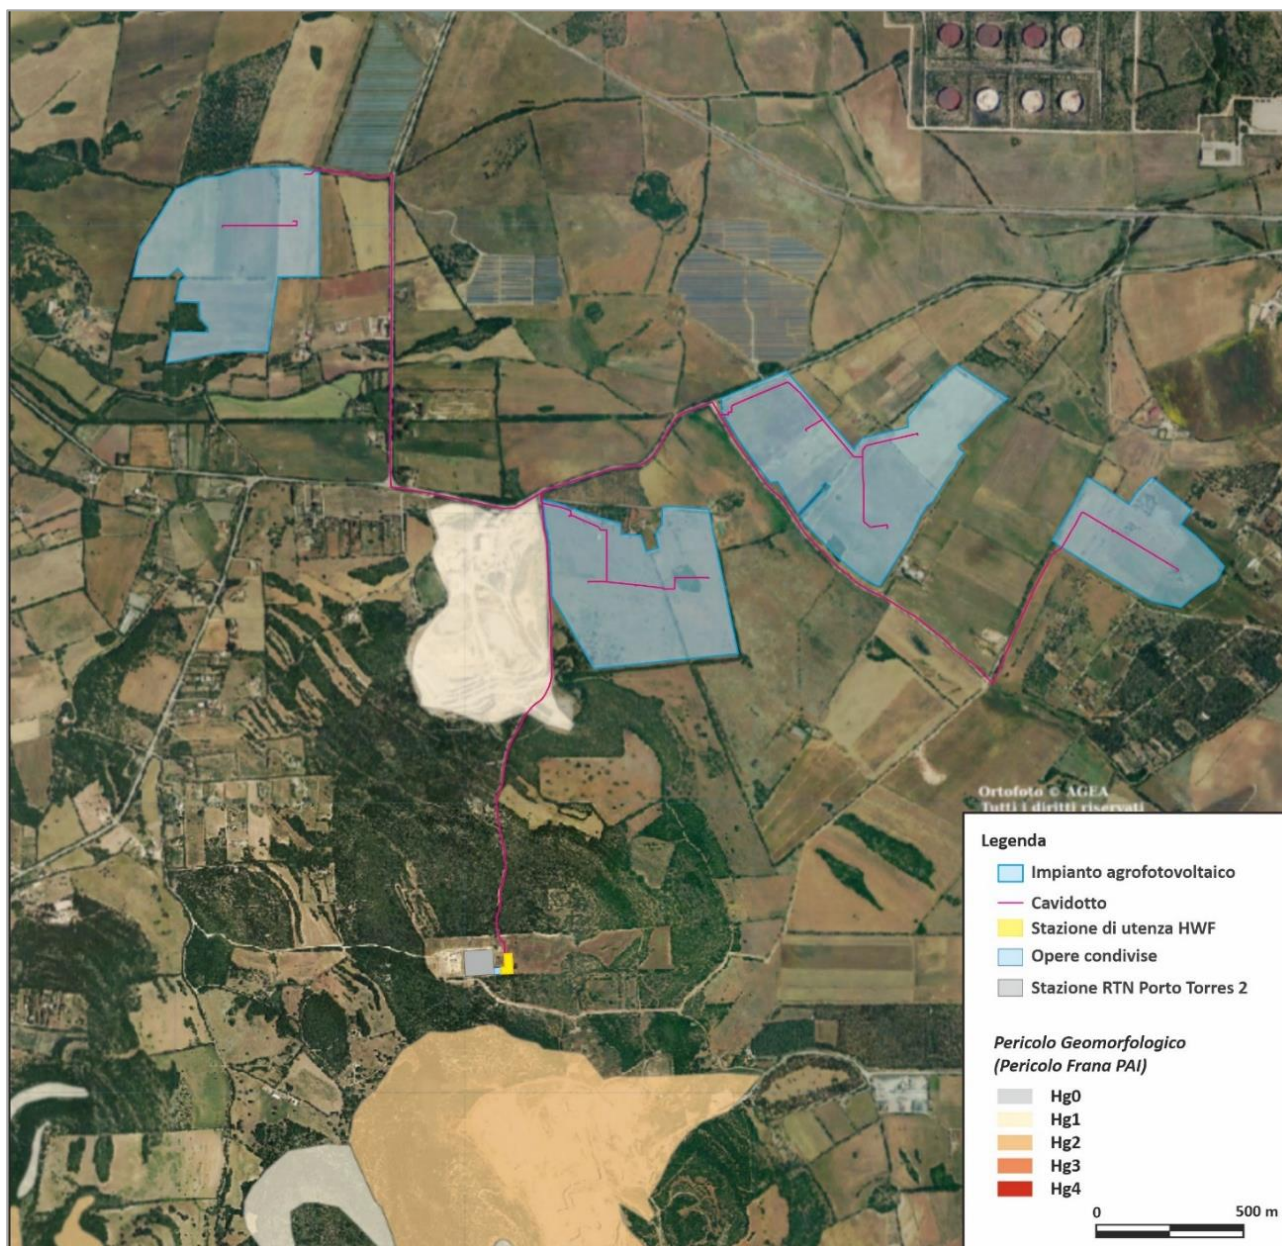 Ortofoto © AGEA
Tutti i diritti riservati
Legenda
Impianto agrofotovoltaico
Cavidotto
Stazione di utenza HWF
Opere condivise
Stazione RTN Porto Torres 2
Pericolo Geomorfologico
(Pericolo Frana PAI)
Hg0
Hg1
Hg2
Hg3
Hg4
0 500 m